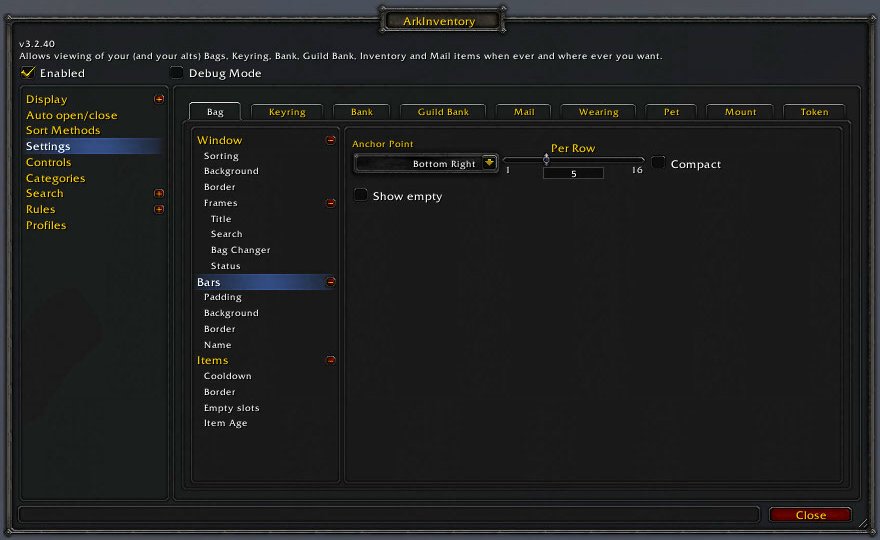 ArkInventory
v3.2.40
Allows viewing of your (and your alts) Bags, Keyring, Bank, Guild Bank, Inventory and Mail items when ever and where ever you want.
Enabled
Debug Mode
Display
Auto open/close
Sort Methods
Settings
Controls
Categories
Search
Rules
Profiles
Bag
Keyring
Bank
Guild Bank
Mail
Wearing
Pet
Mount
Token
Window
Sorting
Background
Border
Frames
Title
Search
Bag Changer
Status
Bars
Padding
Background
Border
Name
Items
Cooldown
Border
Empty slots
Item Age
Anchor Point
Bottom Right
Per Row
1
5
16
Compact
Show empty
Close